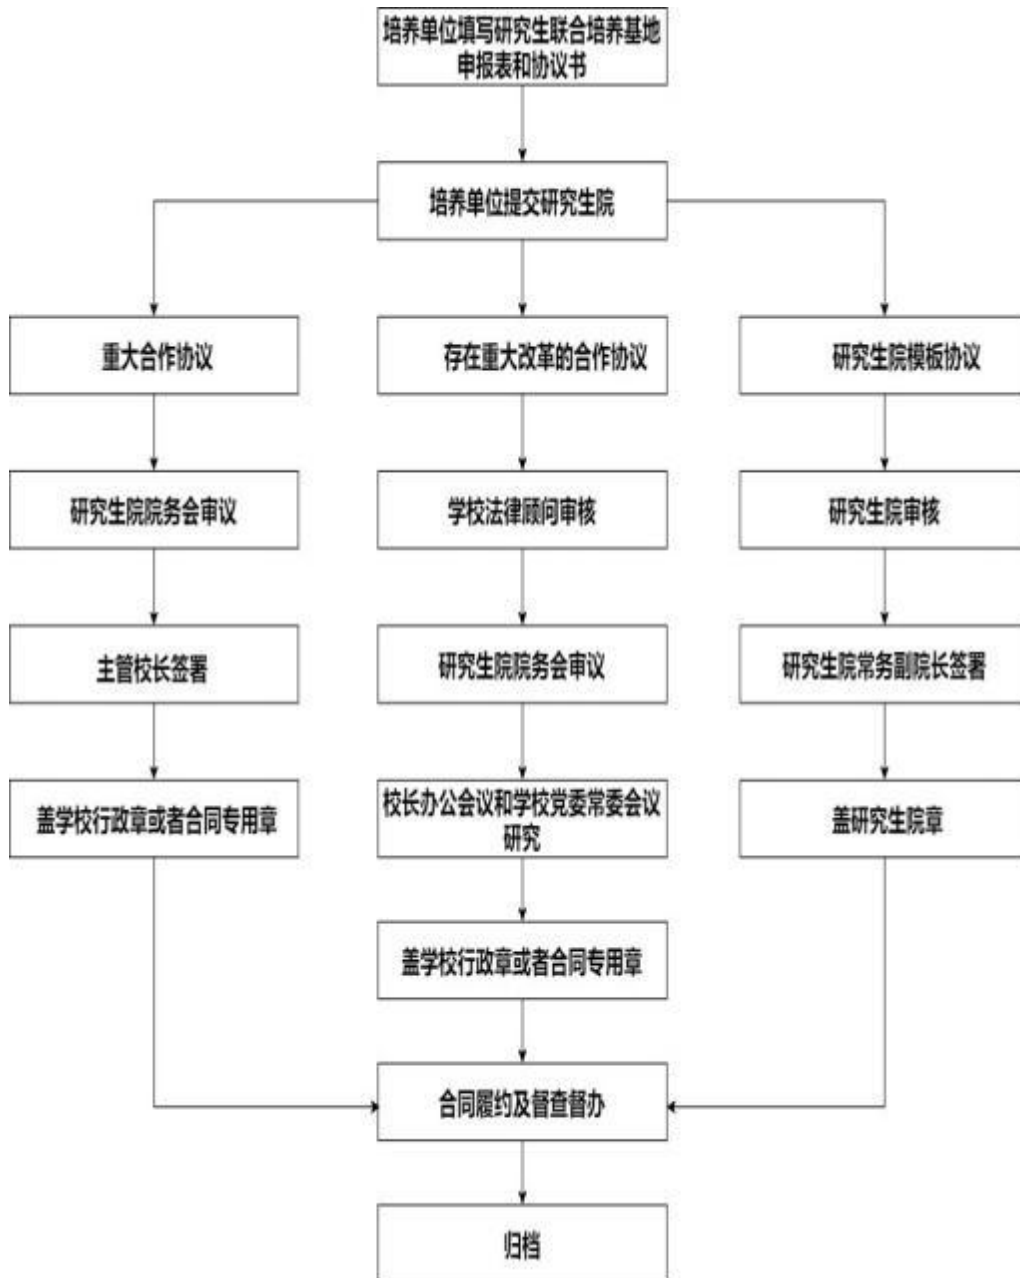 培养单位填写研究生联合培养基地
申报表和协议书
培养单位提交研究生院
重大合作协议
存在重大改革的合作协议
研究生院模板协议
研究生院院务会审议
学校法律顾问审核
研究生院审核
主管校长签署
研究生院院务会审议
研究生院常务副院长签署
盖学校行政章或者合同专用章
校长办公会议和学校党委常委会议
研究
盖研究生院章
盖学校行政章或者合同专用章
合同履约及督查督办
归档